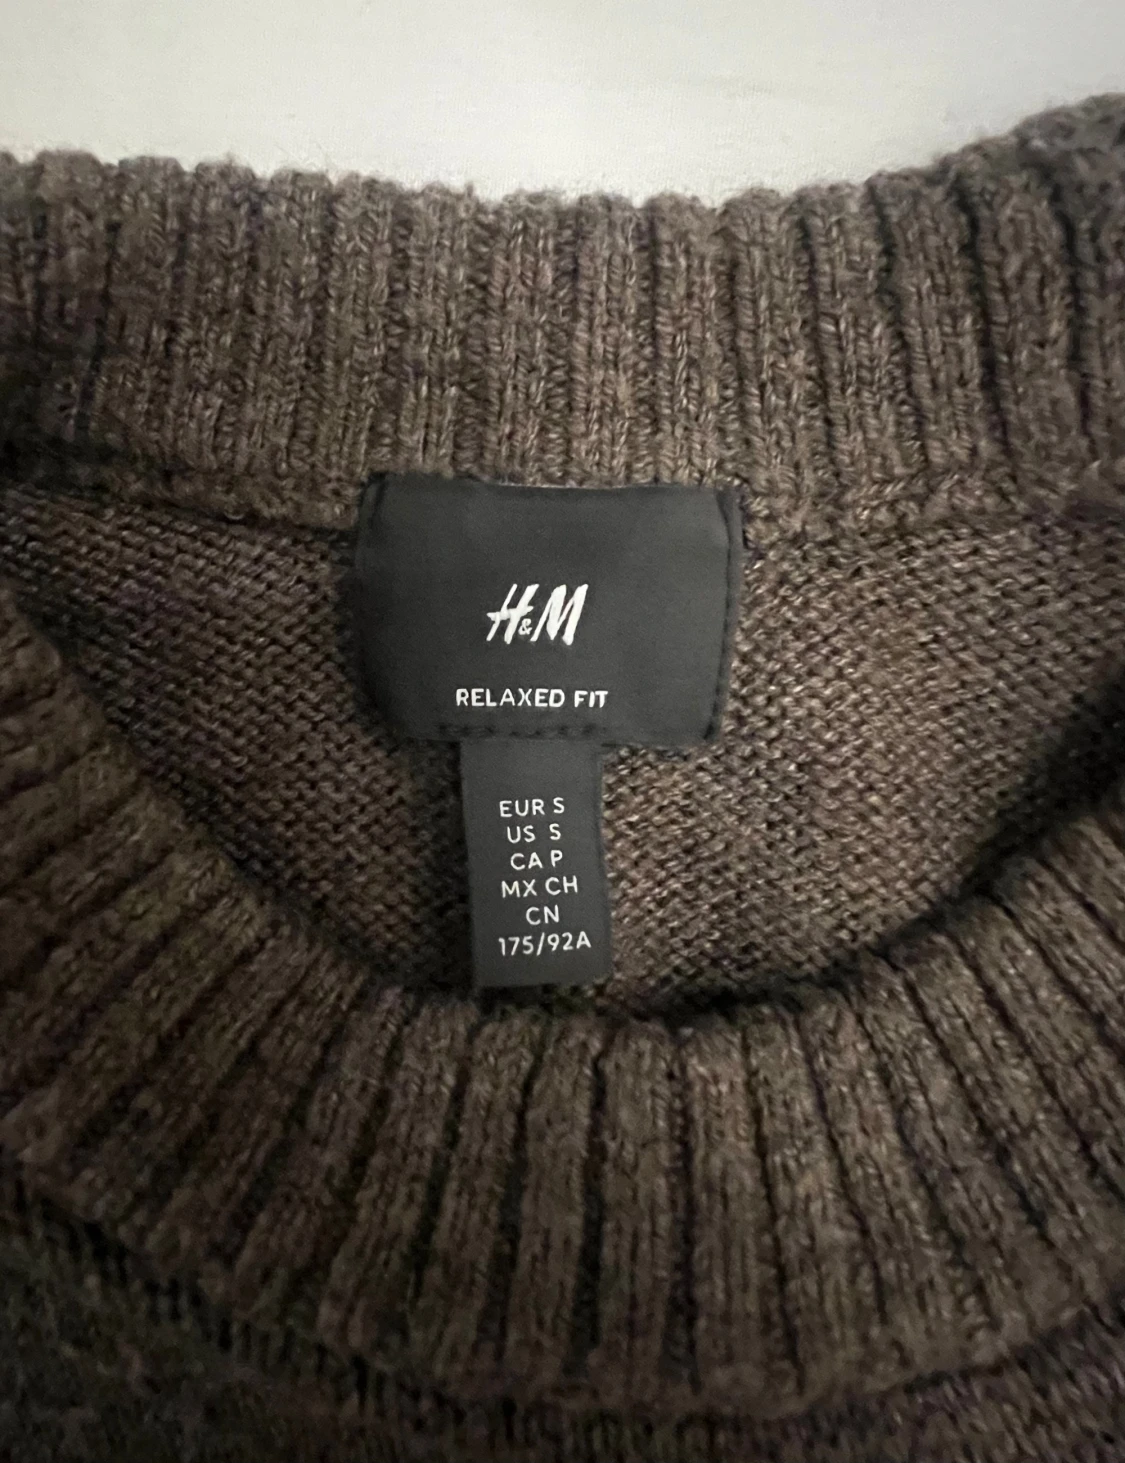 H&M
RELAXED FIT
EUR S
US S
CA P
MX CH
CN
175/92A